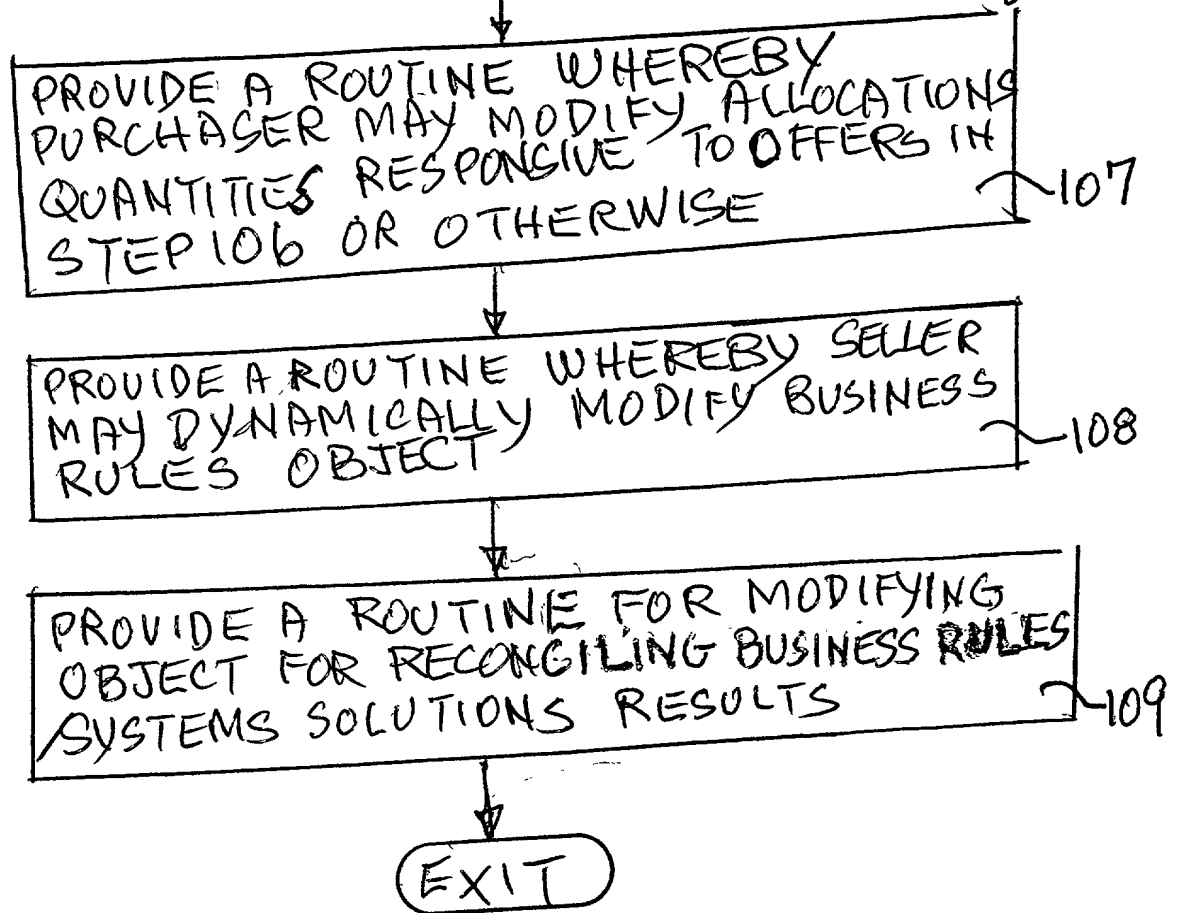 PROVIDE A ROUTINE WHEREBY
PURCHASER MAY MODIFY ALLOCATIONS
QUANTITIES RESPONSIVE TO OFFERS IN
STEP 106 OR OTHERWISE
107
PROVIDE A ROUTINE WHEREBY SELLER
MAY DYNAMICALLY MODIFY BUSINESS
RULES OBJECT
108
PROVIDE A ROUTINE FOR MODIFYING
OBJECT FOR RECONCILING BUSINESS RULES
/SYSTEMS SOLUTIONS RESULTS
109
EXIT